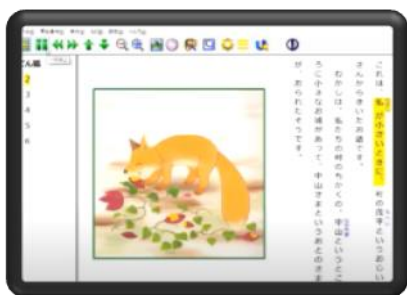 これは、私が小さいときに、村の茂平というおじい
さんからきいたお話です。
むかしは、私たちの村のちかくの、中山というとこ
ろに小さなお城があって、中山さまというおとのさま
が、おられたそうです。
2
3
4
5
6